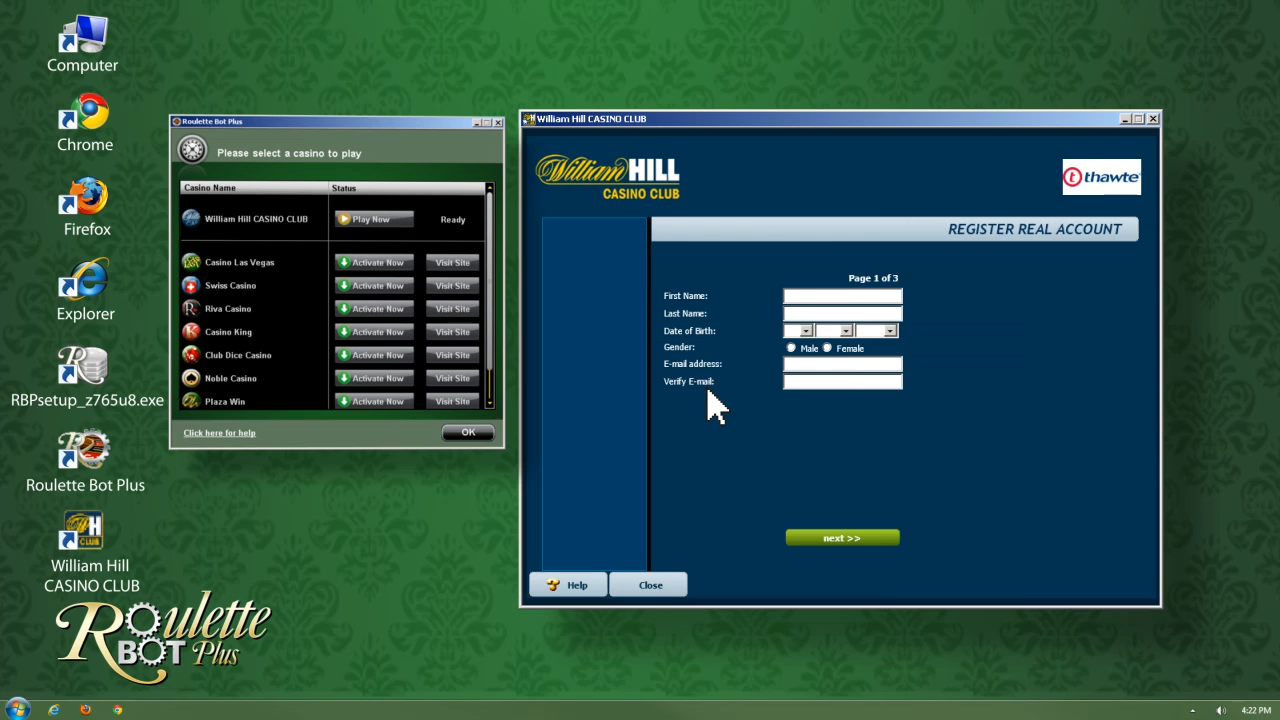 Computer
Chrome
Firefox
Explorer
RBPsetup_z765u8.exe
Roulette Bot Plus
William Hill
CASINO CLUB
Roulette
BOT Plus
Roulette Bot Plus
Please select a casino to play
Casino Name Status
William Hill CASINO CLUB Play Now Ready
Casino Las Vegas Activate Now Visit Site
Swiss Casino Activate Now Visit Site
Riva Casino Activate Now Visit Site
Casino King Activate Now Visit Site
Club Dice Casino Activate Now Visit Site
Noble Casino Activate Now Visit Site
Plaza Win Activate Now Visit Site
Click here for help OK
William Hill CASINO CLUB
William HILL
CASINO CLUB
thawte
REGISTER REAL ACCOUNT
Page 1 of 3
First Name:
Last Name:
Date of Birth:
Gender: Male Female
E-mail address:
Verify E-mail:
next >>
Help Close
4:22 PM